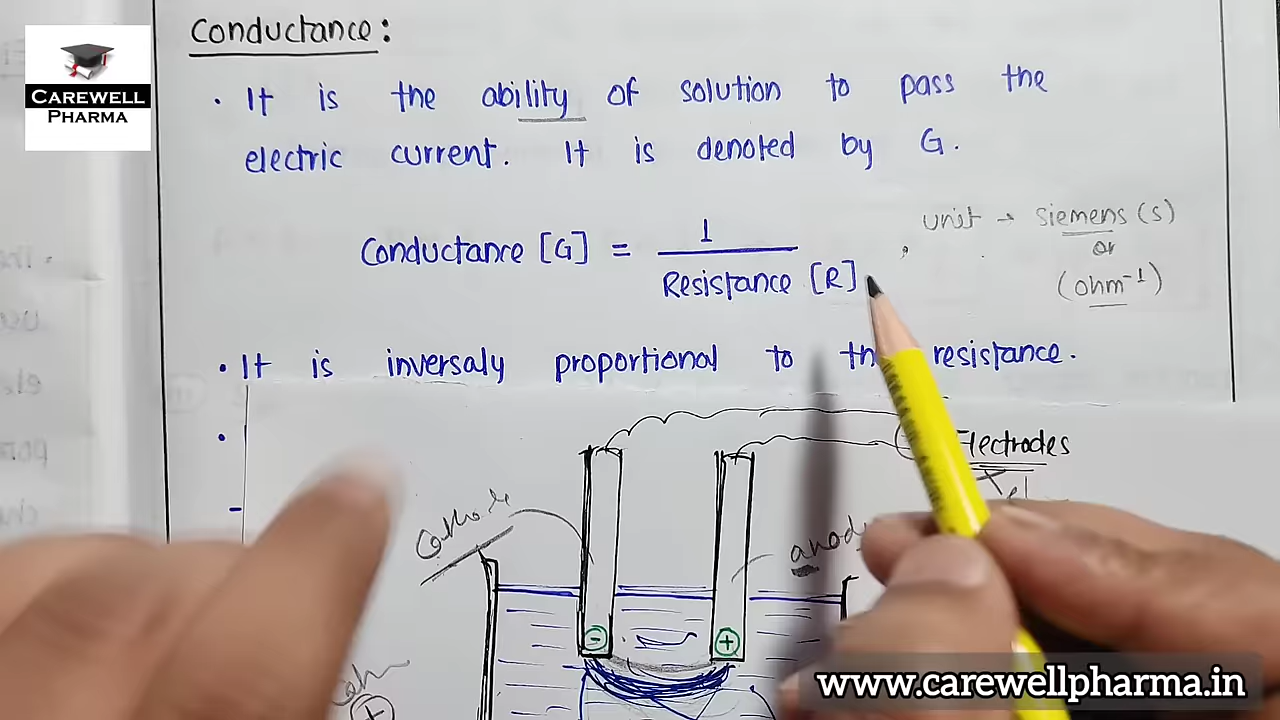 CAREWELL
PHARMA
Conductance:
• It is the ability of solution to pass the
electric current. It is denoted by G.
Conductance [G] = 1
Resistance [R]
unit → Siemens (s)
or
(ohm⁻¹)
• It is inversaly proportional to resistance.
Electrodes
Cathode
-
+
+
www.carewellpharma.in